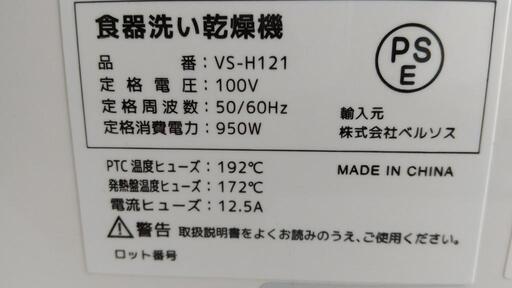 食器洗い乾燥機
品番:VS-H121
定格電圧:100V
定格周波数:50/60Hz
定格消費電力:950W
PSE
輸入元
株式会社ベルソス
PTC温度ヒューズ:192℃
発熱盤温度ヒューズ:172℃
電流ヒューズ:12.5A
MADE IN CHINA
⚠警告 取扱説明書をよくお読みのうえ、ご使用ください。
ロット番号